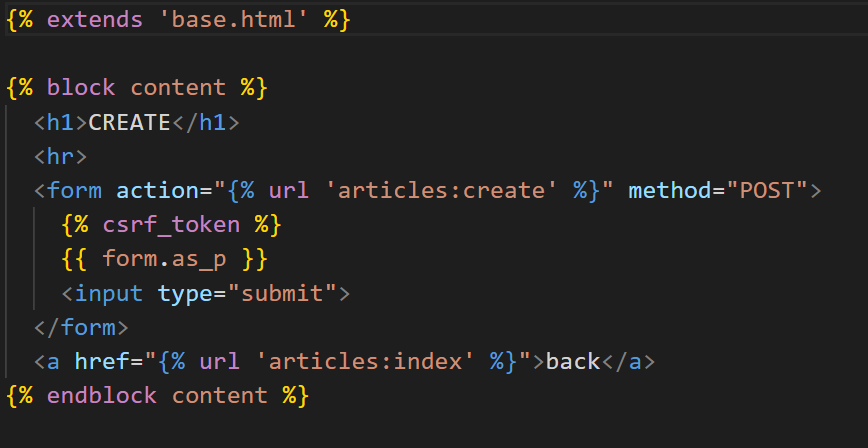 {% extends 'base.html' %}
{% block content %}
<h1>CREATE</h1>
<hr>
<form action="{% url 'articles:create' %}" method="POST">
{% csrf_token %}
{{ form.as_p }}
<input type="submit">
</form>
<a href="{% url 'articles:index' %}">back</a>
{% endblock content %}